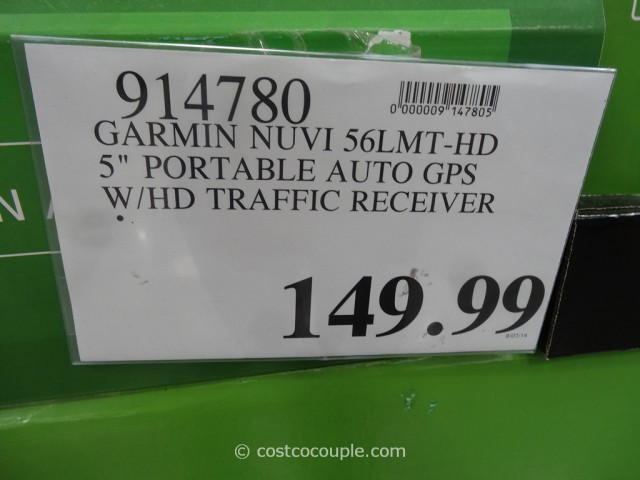 914780
0 000009 147805
GARMIN NUVI 56LMT-HD
5" PORTABLE AUTO GPS
W/HD TRAFFIC RECEIVER
•
N
149.99
© costcocouple.com